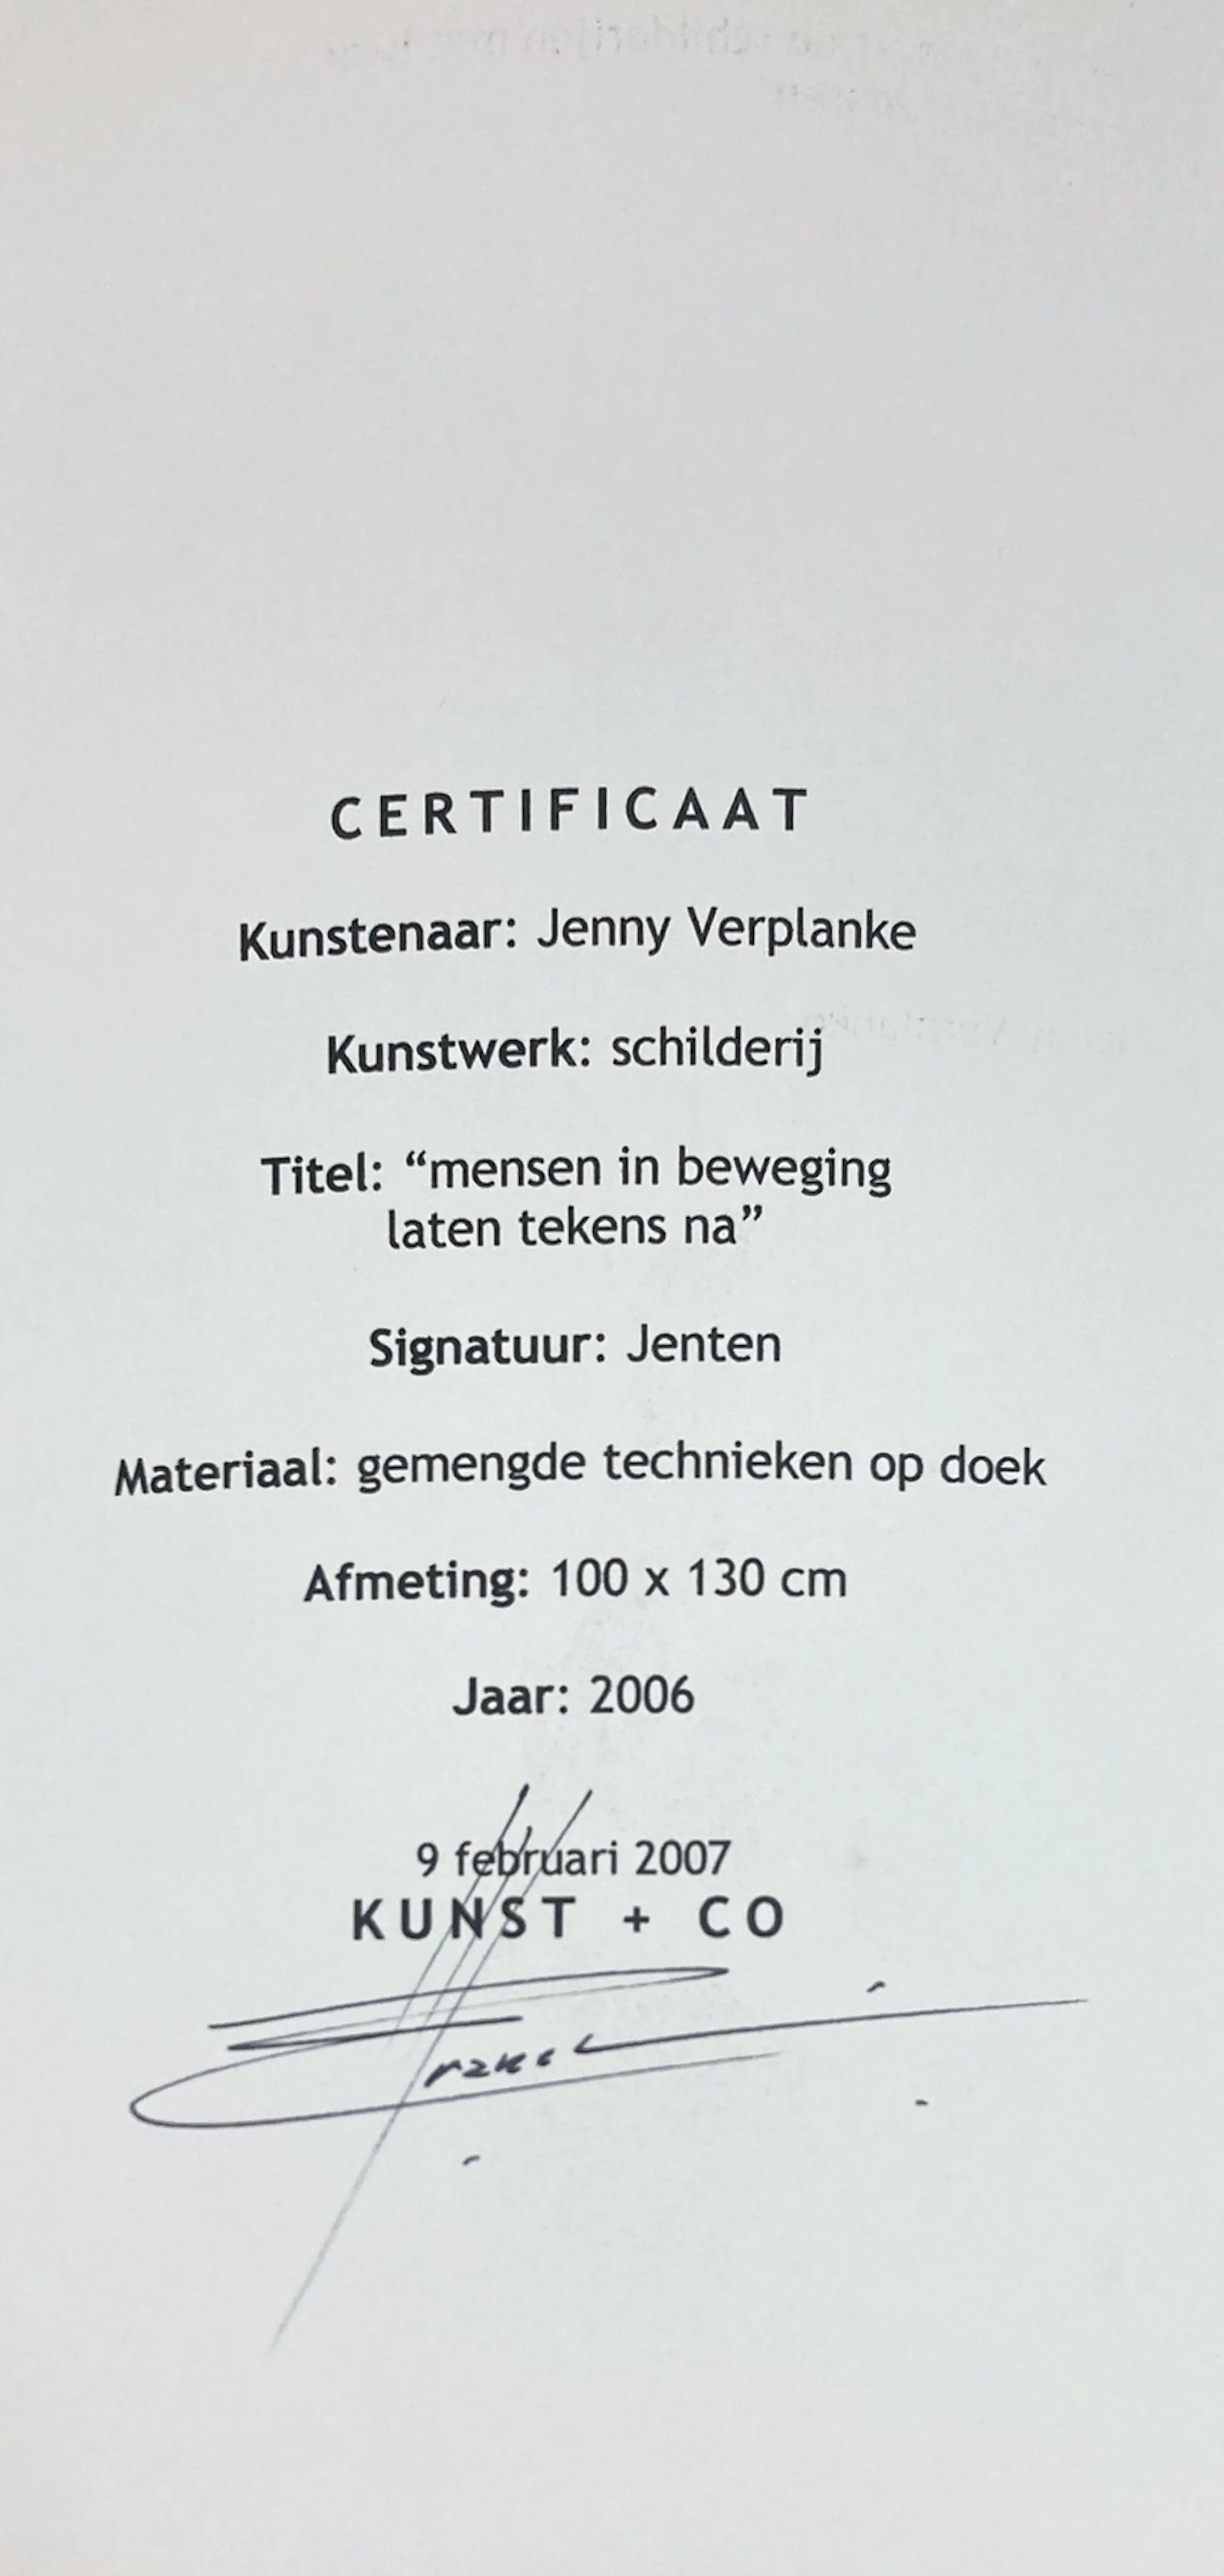 CERTIFICAAT
Kunstenaar: Jenny Verplanke
Kunstwerk: schilderij
Titel: “mensen in beweging
laten tekens na”
Signatuur: Jenten
Materiaal: gemengde technieken op doek
Afmeting: 100 x 130 cm
Jaar: 2006
9 februari 2007
KUNST + CO